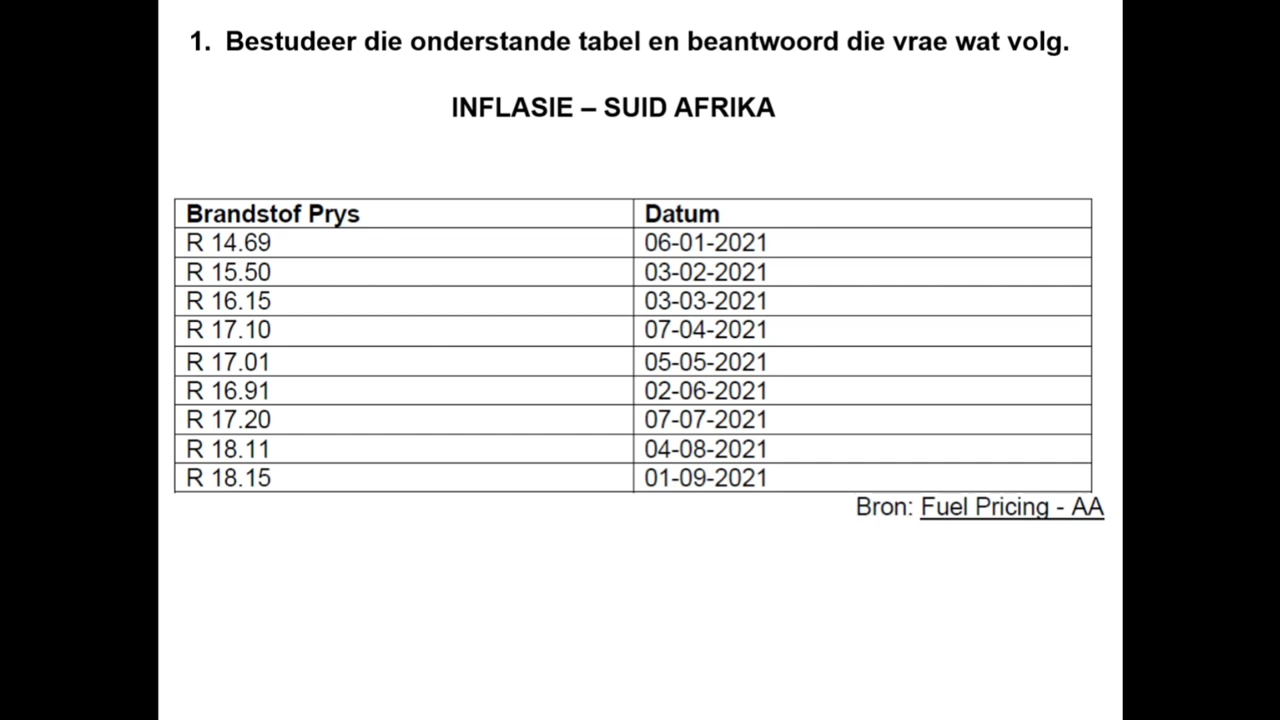 1. Bestudeer die onderstande tabel en beantwoord die vrae wat volg.
INFLASIE – SUID AFRIKA
Brandstof Prys Datum
R 14.69 06-01-2021
R 15.50 03-02-2021
R 16.15 03-03-2021
R 17.10 07-04-2021
R 17.01 05-05-2021
R 16.91 02-06-2021
R 17.20 07-07-2021
R 18.11 04-08-2021
R 18.15 01-09-2021
Bron: Fuel Pricing - AA